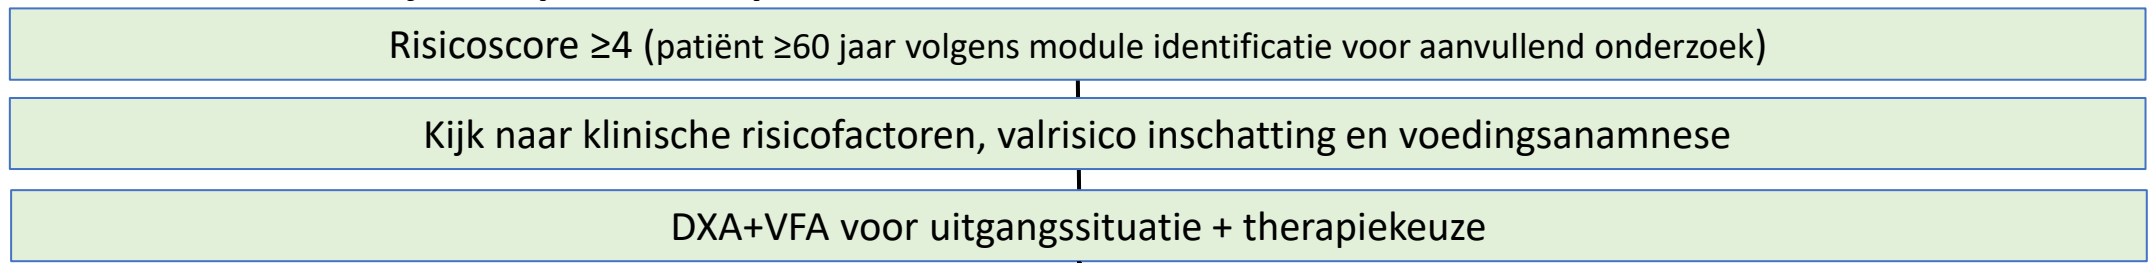 Risicoscore ≥4 (patiënt ≥60 jaar volgens module identificatie voor aanvullend onderzoek)
Kijk naar klinische risicofactoren, valrisico inschatting en voedingsanamnese
DXA+VFA voor uitgangssituatie + therapiekeuze